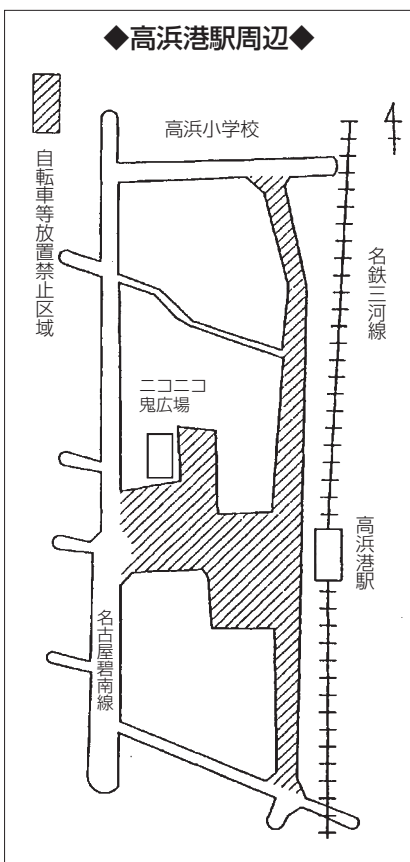 ◆高浜港駅周辺◆
自転車等放置禁止区域
高浜小学校
名鉄三河線
ニコニコ
鬼広場
高浜港駅
名古屋碧南線